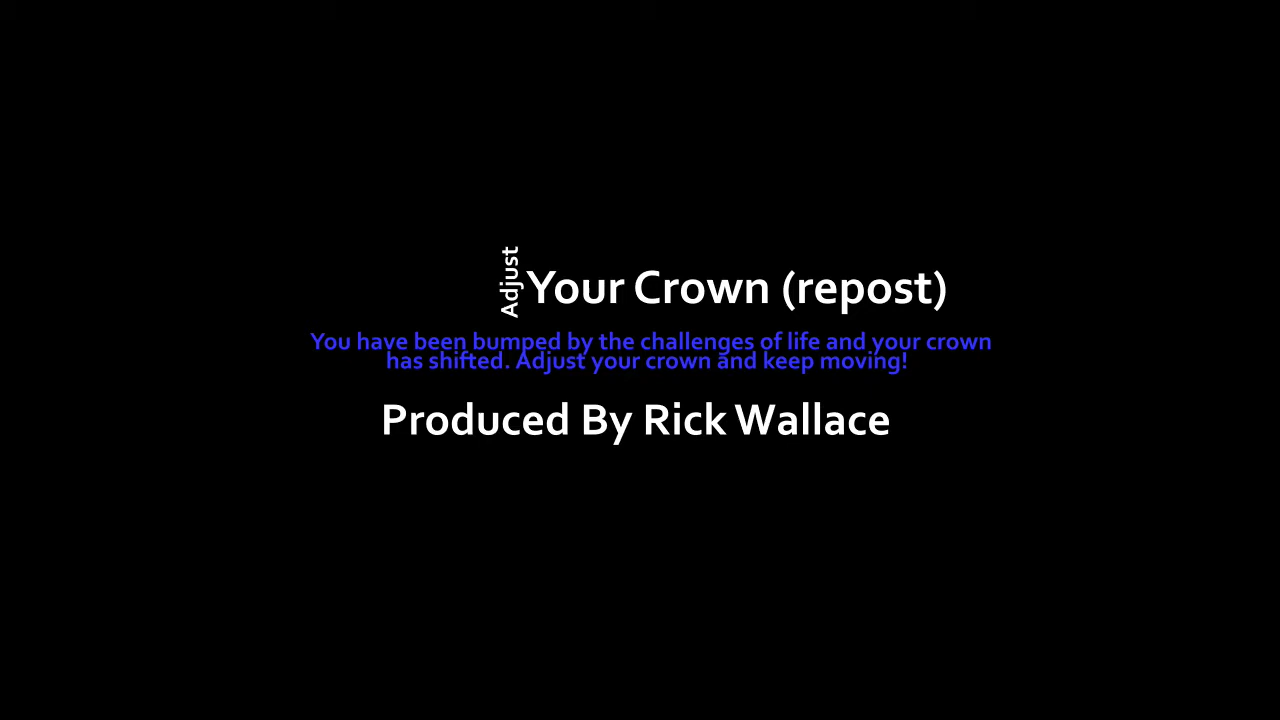 Adjust
Your Crown (repost)
You have been bumped by the challenges of life and your crown
has shifted. Adjust your crown and keep moving!
Produced By Rick Wallace